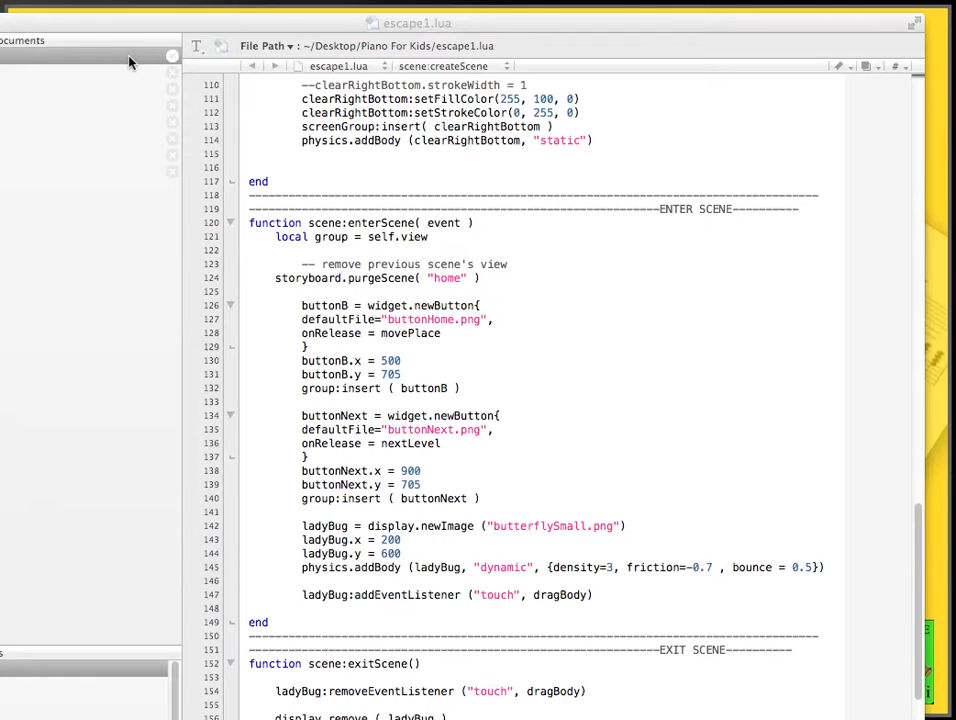 escape1.lua
ocuments
File Path ▾ : ~/Desktop/Piano For Kids/escape1.lua
escape1.lua
scene:createScene
#
110 --clearRightBottom.strokeWidth = 1
111 clearRightBottom:setFillColor(255, 100, 0)
112 clearRightBottom:setStrokeColor(0, 255, 0)
113 screenGroup:insert( clearRightBottom )
114 physics.addBody (clearRightBottom, "static")
115
116
117 end
118 -------------------------------------------------------------------------------------
119 -------------------------------------------------------------ENTER SCENE----------
120 function scene:enterScene( event )
121 local group = self.view
122
123 -- remove previous scene's view
124 storyboard.purgeScene( "home" )
125
126 buttonB = widget.newButton{
127 defaultFile="buttonHome.png",
128 onRelease = movePlace
129 }
130 buttonB.x = 500
131 buttonB.y = 705
132 group:insert ( buttonB )
133
134 buttonNext = widget.newButton{
135 defaultFile="buttonNext.png",
136 onRelease = nextLevel
137 }
138 buttonNext.x = 900
139 buttonNext.y = 705
140 group:insert ( buttonNext )
141
142 ladyBug = display.newImage ("butterflySmall.png")
143 ladyBug.x = 200
144 ladyBug.y = 600
145 physics.addBody (ladyBug, "dynamic", {density=3, friction=-0.7 , bounce = 0.5})
146
147 ladyBug:addEventListener ("touch", dragBody)
148
149 end
150 -------------------------------------------------------------------------------------
151 -------------------------------------------------------------EXIT SCENE----------
152 function scene:exitScene()
153
154 ladyBug:removeEventListener ("touch", dragBody)
155
156 display.remove ( ladyBug )